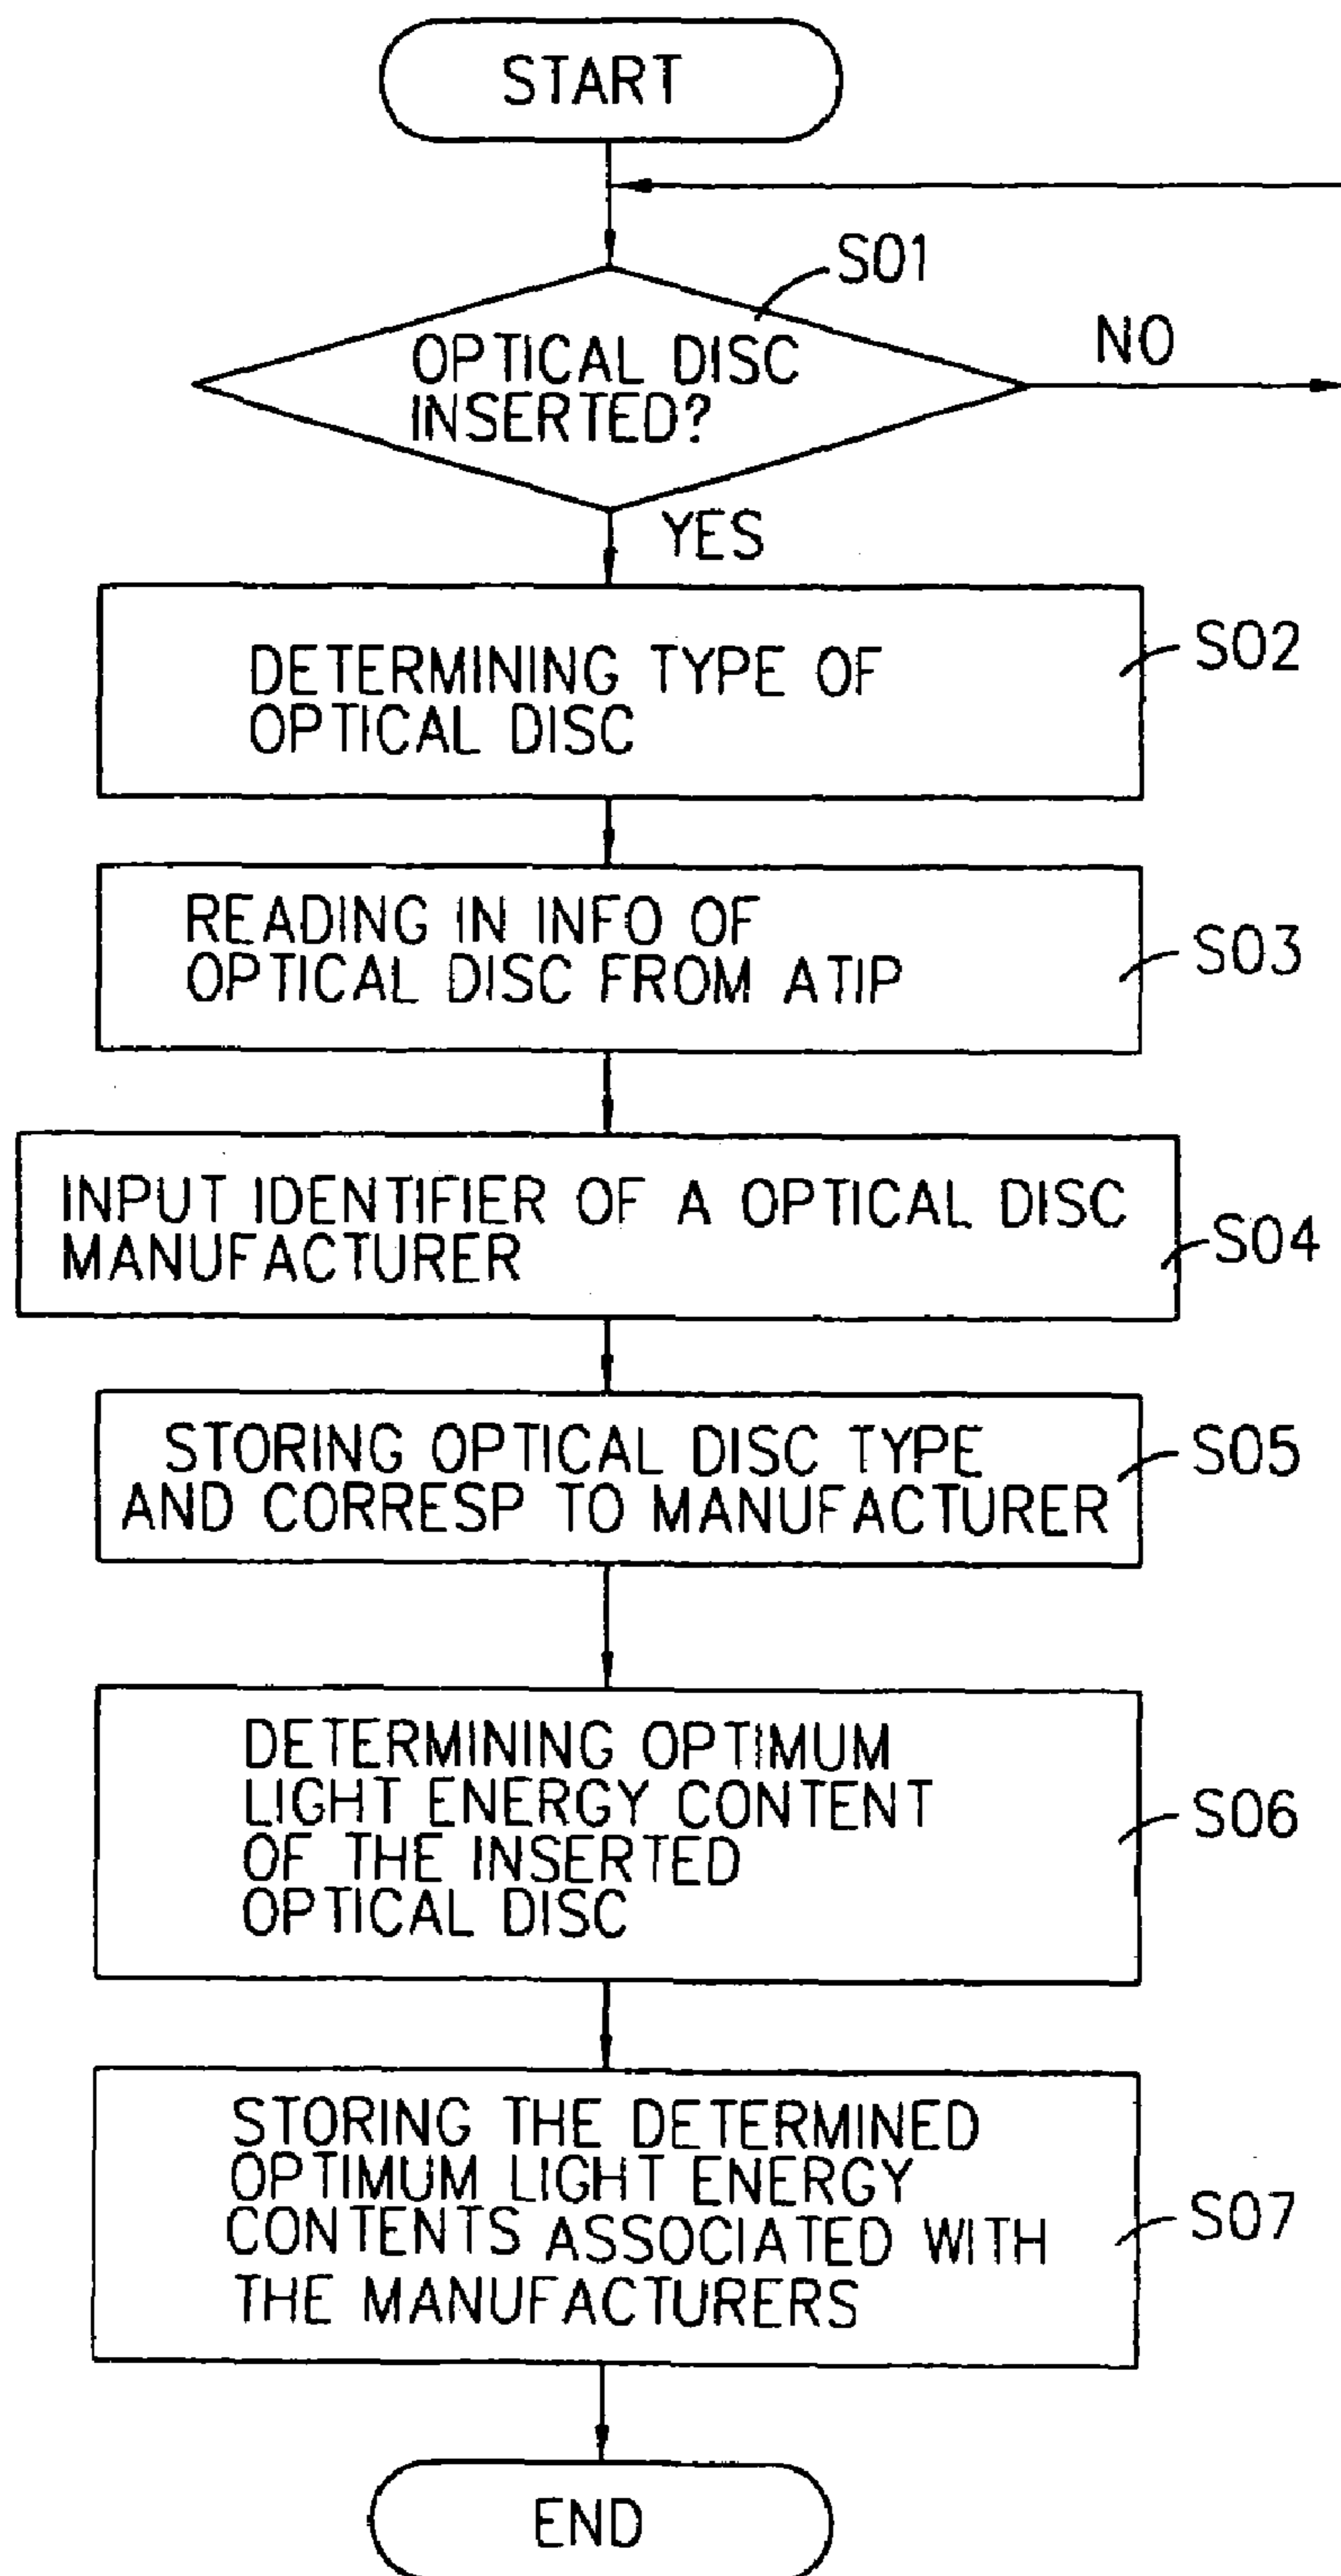 START
S01
OPTICAL DISC
INSERTED?
NO
YES
DETERMINING TYPE OF
OPTICAL DISC
S02
READING IN INFO OF
OPTICAL DISC FROM ATIP
S03
INPUT IDENTIFIER OF A OPTICAL DISC
MANUFACTURER
S04
STORING OPTICAL DISC TYPE
AND CORRESP TO MANUFACTURER
S05
DETERMINING OPTIMUM
LIGHT ENERGY CONTENT
OF THE INSERTED
OPTICAL DISC
S06
STORING THE DETERMINED
OPTIMUM LIGHT ENERGY
CONTENTS ASSOCIATED WITH
THE MANUFACTURERS
S07
END